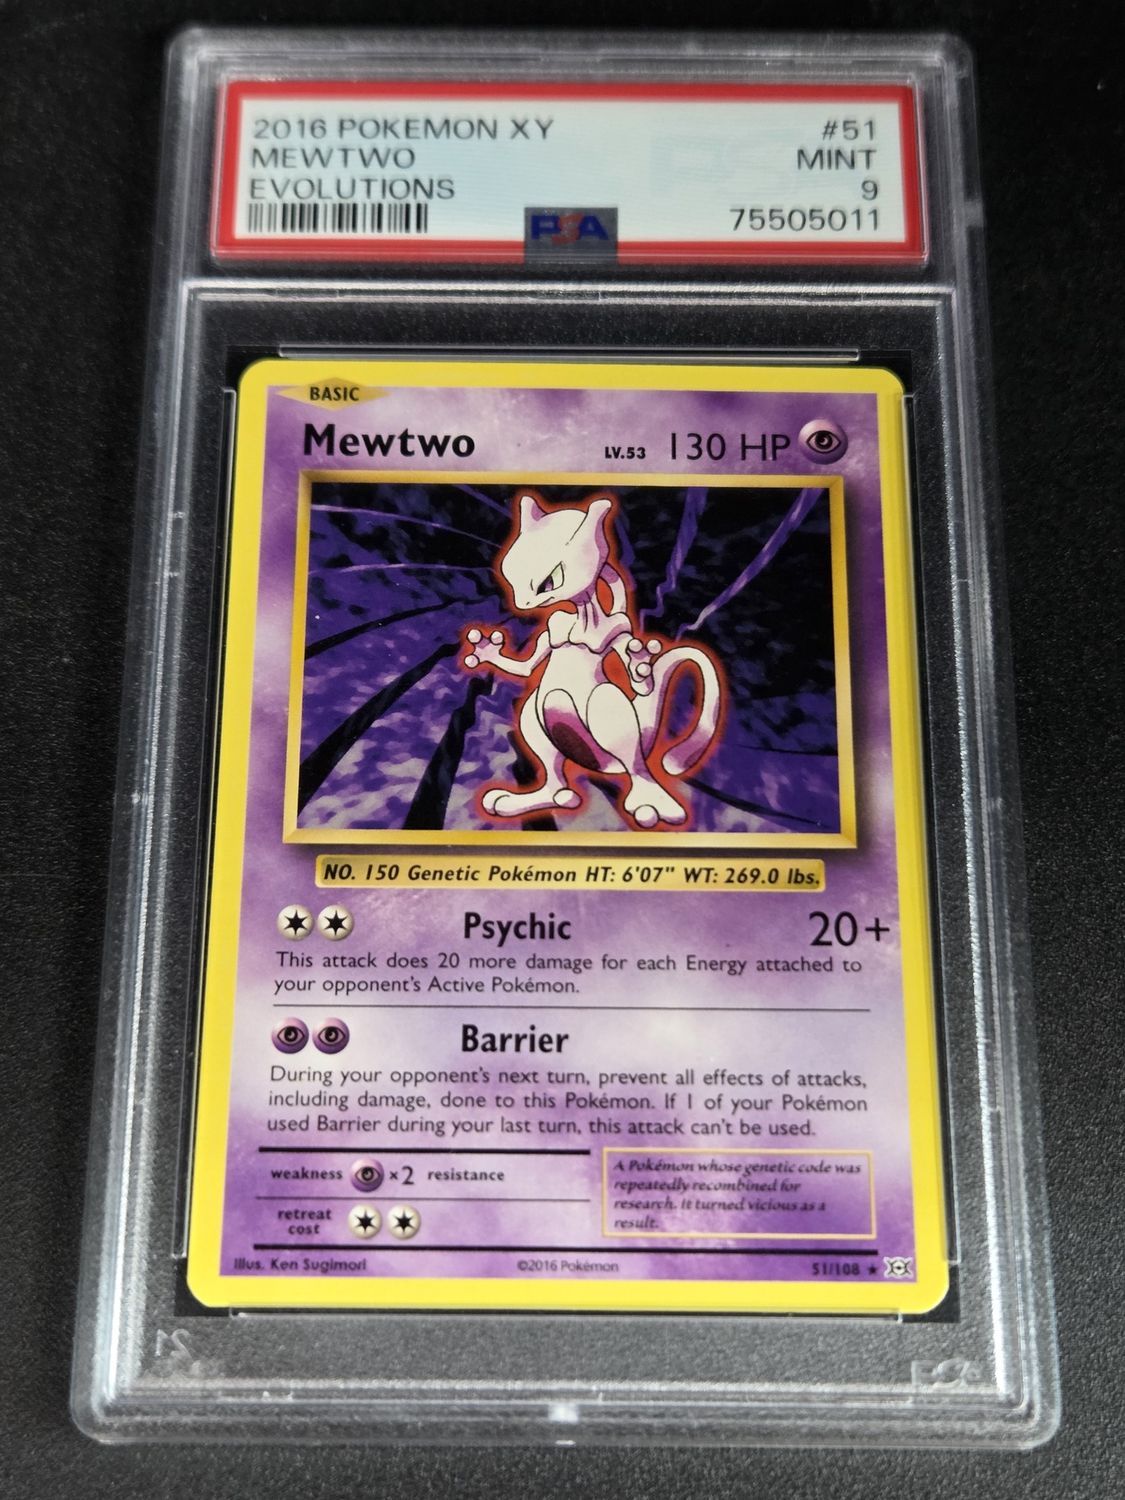 2016 POKEMON XY #51
MEWTWO MINT
EVOLUTIONS 9
75505011
PSA
BASIC
Mewtwo LV.53 130 HP
NO. 150 Genetic Pokémon HT: 6'07" WT: 269.0 lbs.
Psychic 20+
This attack does 20 more damage for each Energy attached to
your opponent's Active Pokémon.
Barrier
During your opponent's next turn, prevent all effects of attacks,
including damage, done to this Pokémon. If 1 of your Pokémon
used Barrier during your last turn, this attack can't be used.
weakness ×2 resistance
retreat
cost
A Pokémon whose genetic code was
repeatedly recombined for
research. It turned vicious as a
result.
Illus. Ken Sugimori ©2016 Pokémon 51/108 ★